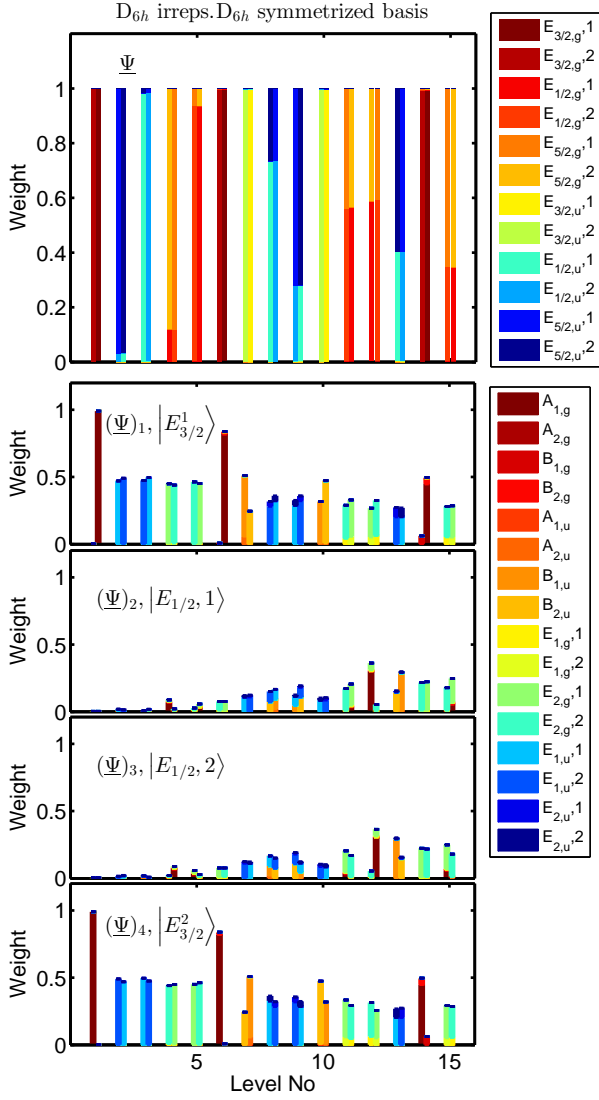 D6h irreps.D6h symmetrized basis
Ψ
1
0.8
0.6
0.4
0.2
0
Weight
E3/2,g,1
E3/2,g,2
E1/2,g,1
E1/2,g,2
E5/2,g,1
E5/2,g,2
E3/2,u,1
E3/2,u,2
E1/2,u,1
E1/2,u,2
E5/2,u,1
E5/2,u,2
(Ψ)1, |E^1_3/2⟩
1
0.5
0
Weight
(Ψ)2, |E1/2, 1⟩
1
0.5
0
Weight
(Ψ)3, |E1/2, 2⟩
1
0.5
0
Weight
(Ψ)4, |E^2_3/2⟩
1
0.5
0
Weight
5
10
15
Level No
A1,g
A2,g
B1,g
B2,g
A1,u
A2,u
B1,u
B2,u
E1,g,1
E1,g,2
E2,g,1
E2,g,2
E1,u,1
E1,u,2
E2,u,1
E2,u,2